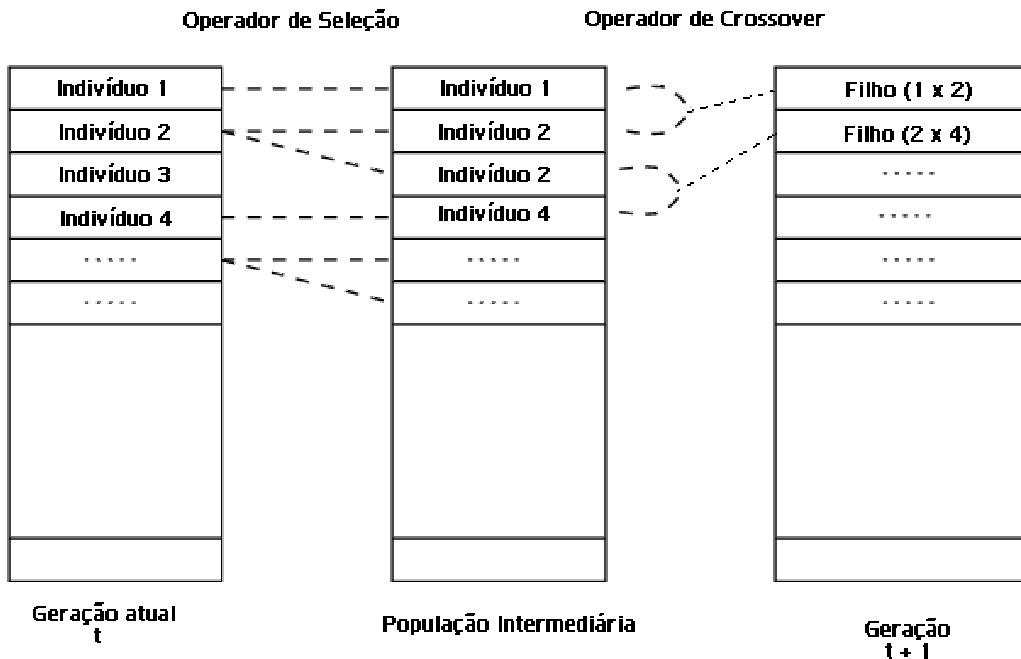 Operador de Seleção
Operador de Crossover
Indivíduo 1
Indivíduo 2
Indivíduo 3
Indivíduo 4
-----
-----
Geração atual
t
Indivíduo 1
Indivíduo 2
Indivíduo 2
Indivíduo 4
-----
-----
População Intermediária
Filho (1 x 2)
Filho (2 x 4)
-----
-----
-----
-----
Geração
t + 1